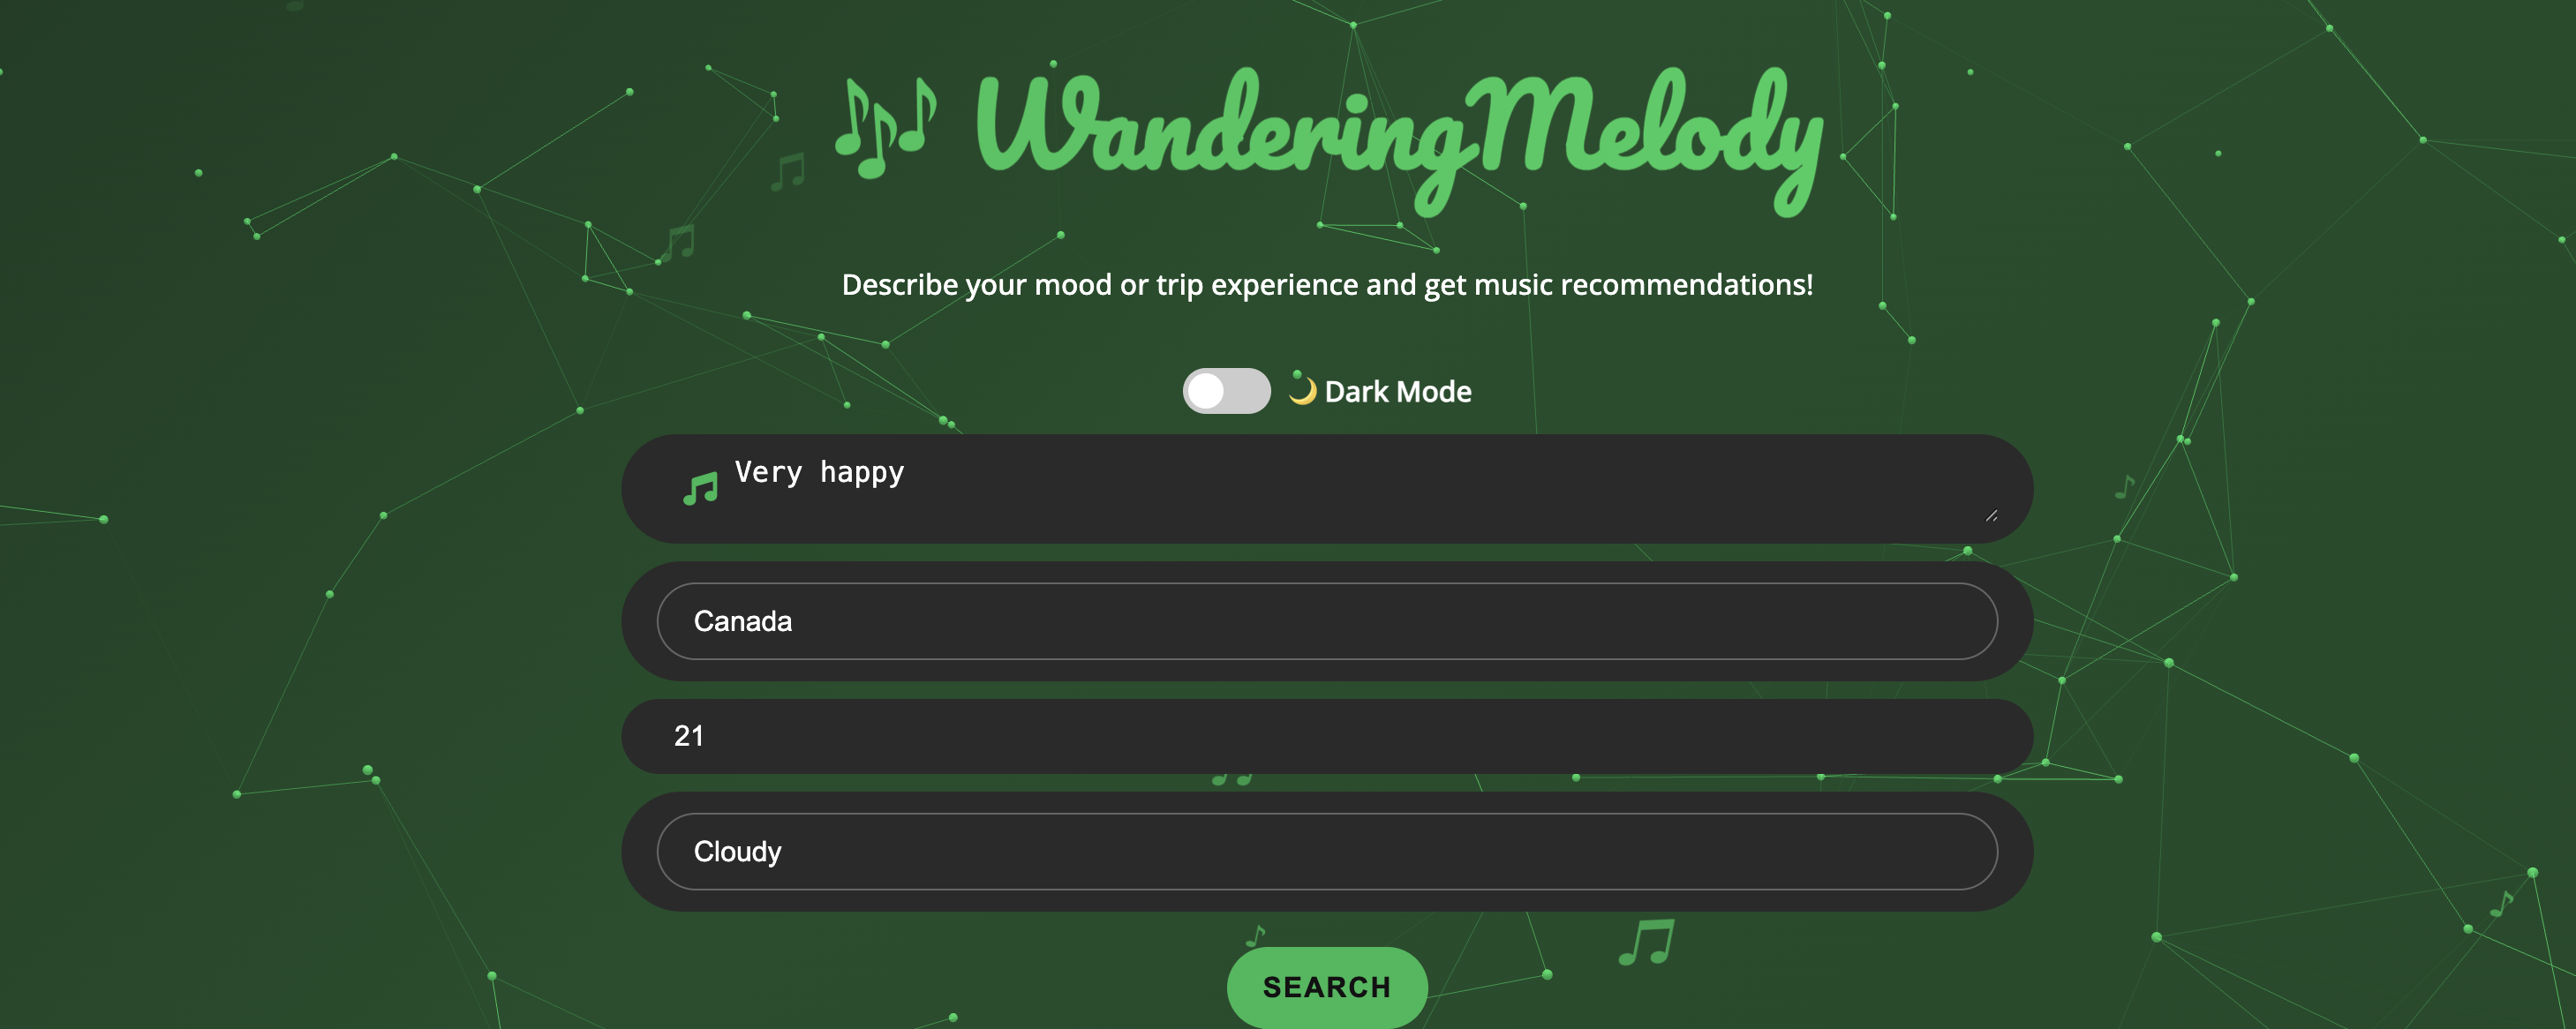 WanderingMelody
Describe your mood or trip experience and get music recommendations!
Dark Mode
Very happy
Canada
21
Cloudy
SEARCH